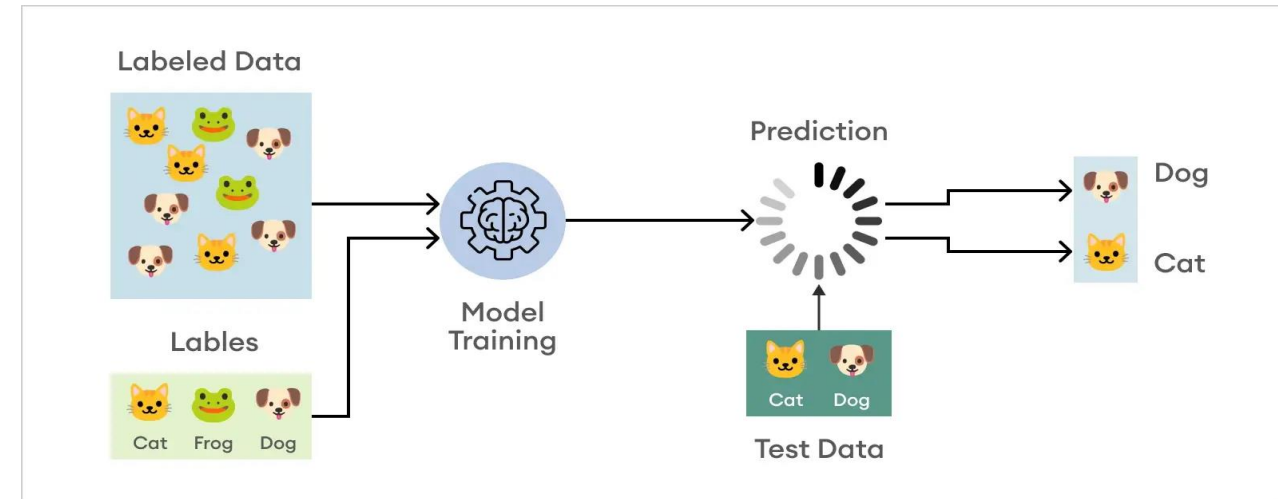 Labeled Data
Lables
Cat Frog Dog
Model
Training
Prediction
Cat Dog
Test Data
Dog
Cat